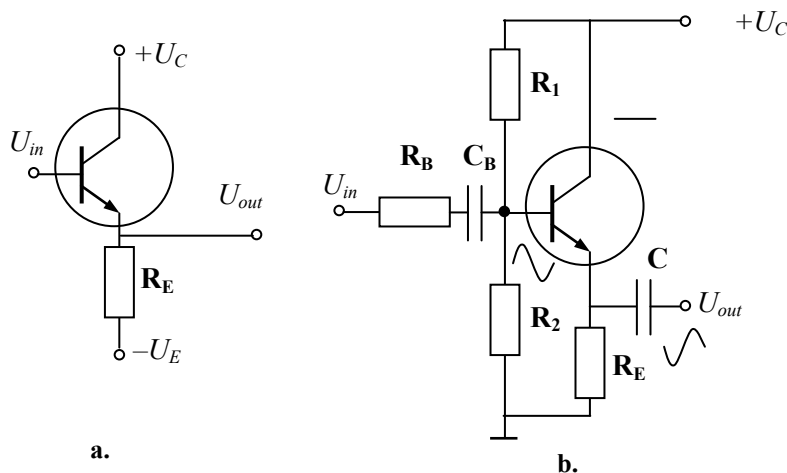 +U_C
U_in
U_out
R_E
–U_E
a.
+U_C
R_1
R_B
C_B
U_in
C
U_out
R_2
R_E
b.